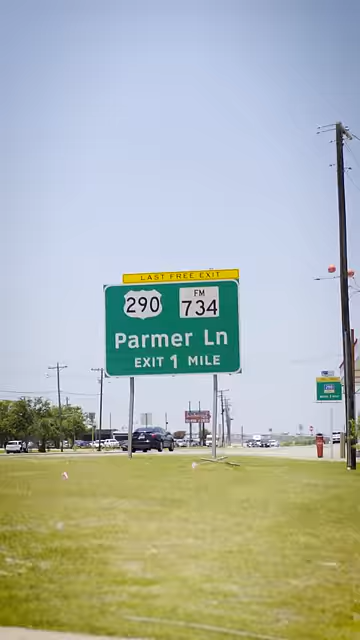 LAST FREE EXIT
290
FM
734
Parmer Ln
EXIT 1 MILE